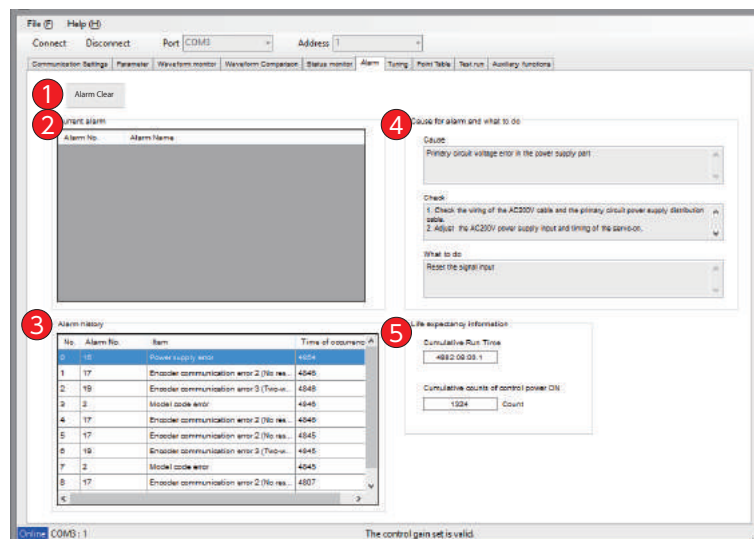 File (F) Help (H)
Connect Disconnect Port COM3 Address 1
Communication Settings Parameter Waveform monitor Waveform Comparison Status monitor Alarm Tuning Point Table Test run Auxiliary functions
1 Alarm Clear
2 Current alarm
Alarm No. Alarm Name
4 Cause for alarm and what to do
Cause
Primary circuit voltage error in the power supply part
Check
1. Check the wiring of the AC200V cable and the primary circuit power supply distribution
cable.
2. Adjust the AC200V power supply input and timing of the servo-on.
What to do
Reset the signal input
3 Alarm history
No. Alarm No. Item Time of occurrenc
0 15 Power supply error
1 17 Encoder communication error 2 (No res... 4846
2 19 Encoder communication error 3 (Two-w... 4846
3 2 Model code error 4846
4 17 Encoder communication error 2 (No res... 4846
5 17 Encoder communication error 2 (No res... 4845
6 19 Encoder communication error 3 (Two-w... 4845
7 2 Model code error 4845
8 17 Encoder communication error 2 (No res... 4807
5 Life expectancy information
Cumulative Run Time
Cumulative counts of control power ON
1324 Count
Online COM3 : 1 The control gain set is valid.